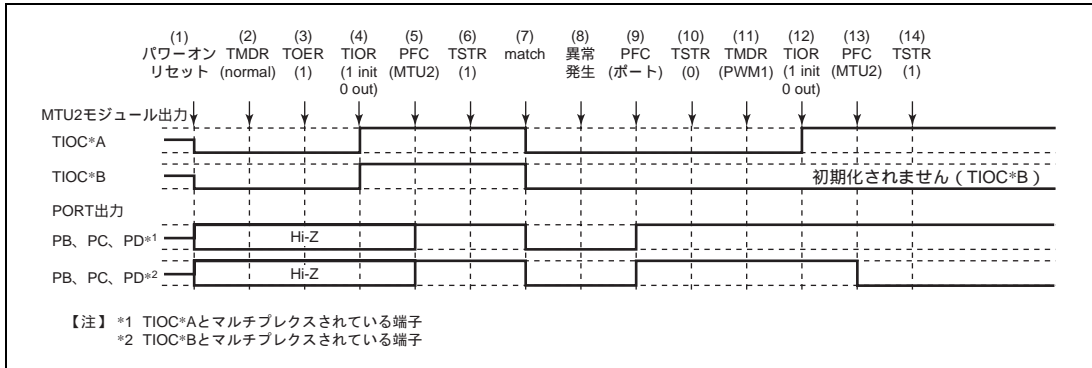 (1) (2) (3) (4) (5) (6) (7) (8) (9) (10) (11) (12) (13) (14)
パワーオン TMDR TOER TIOR PFC TSTR match 異常 PFC TSTR TMDR TIOR PFC TSTR
リセット (normal) (1) (1 init (MTU2) (1) 発生 (ポート) (0) (PWM1) (1 init (MTU2) (1)
0 out) 0 out)
MTU2モジュール出力
TIOC*A
TIOC*B 初期化されません（TIOC*B）
PORT出力
PB、PC、PD*1 Hi-Z
PB、PC、PD*2 Hi-Z
【注】 *1 TIOC*Aとマルチプレクスされている端子
*2 TIOC*Bとマルチプレクスされている端子